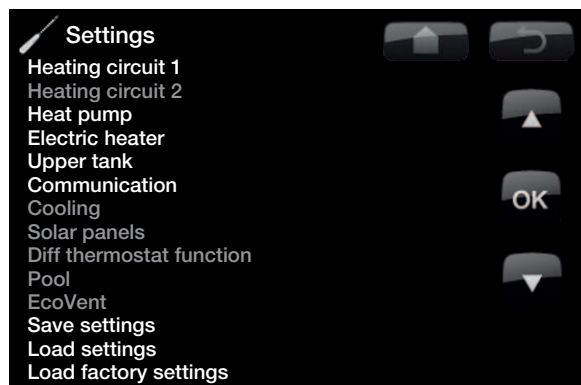 Settings
Heating circuit 1
Heating circuit 2
Heat pump
Electric heater
Upper tank
Communication
Cooling
Solar panels
Diff thermostat function
Pool
EcoVent
Save settings
Load settings
Load factory settings
OK